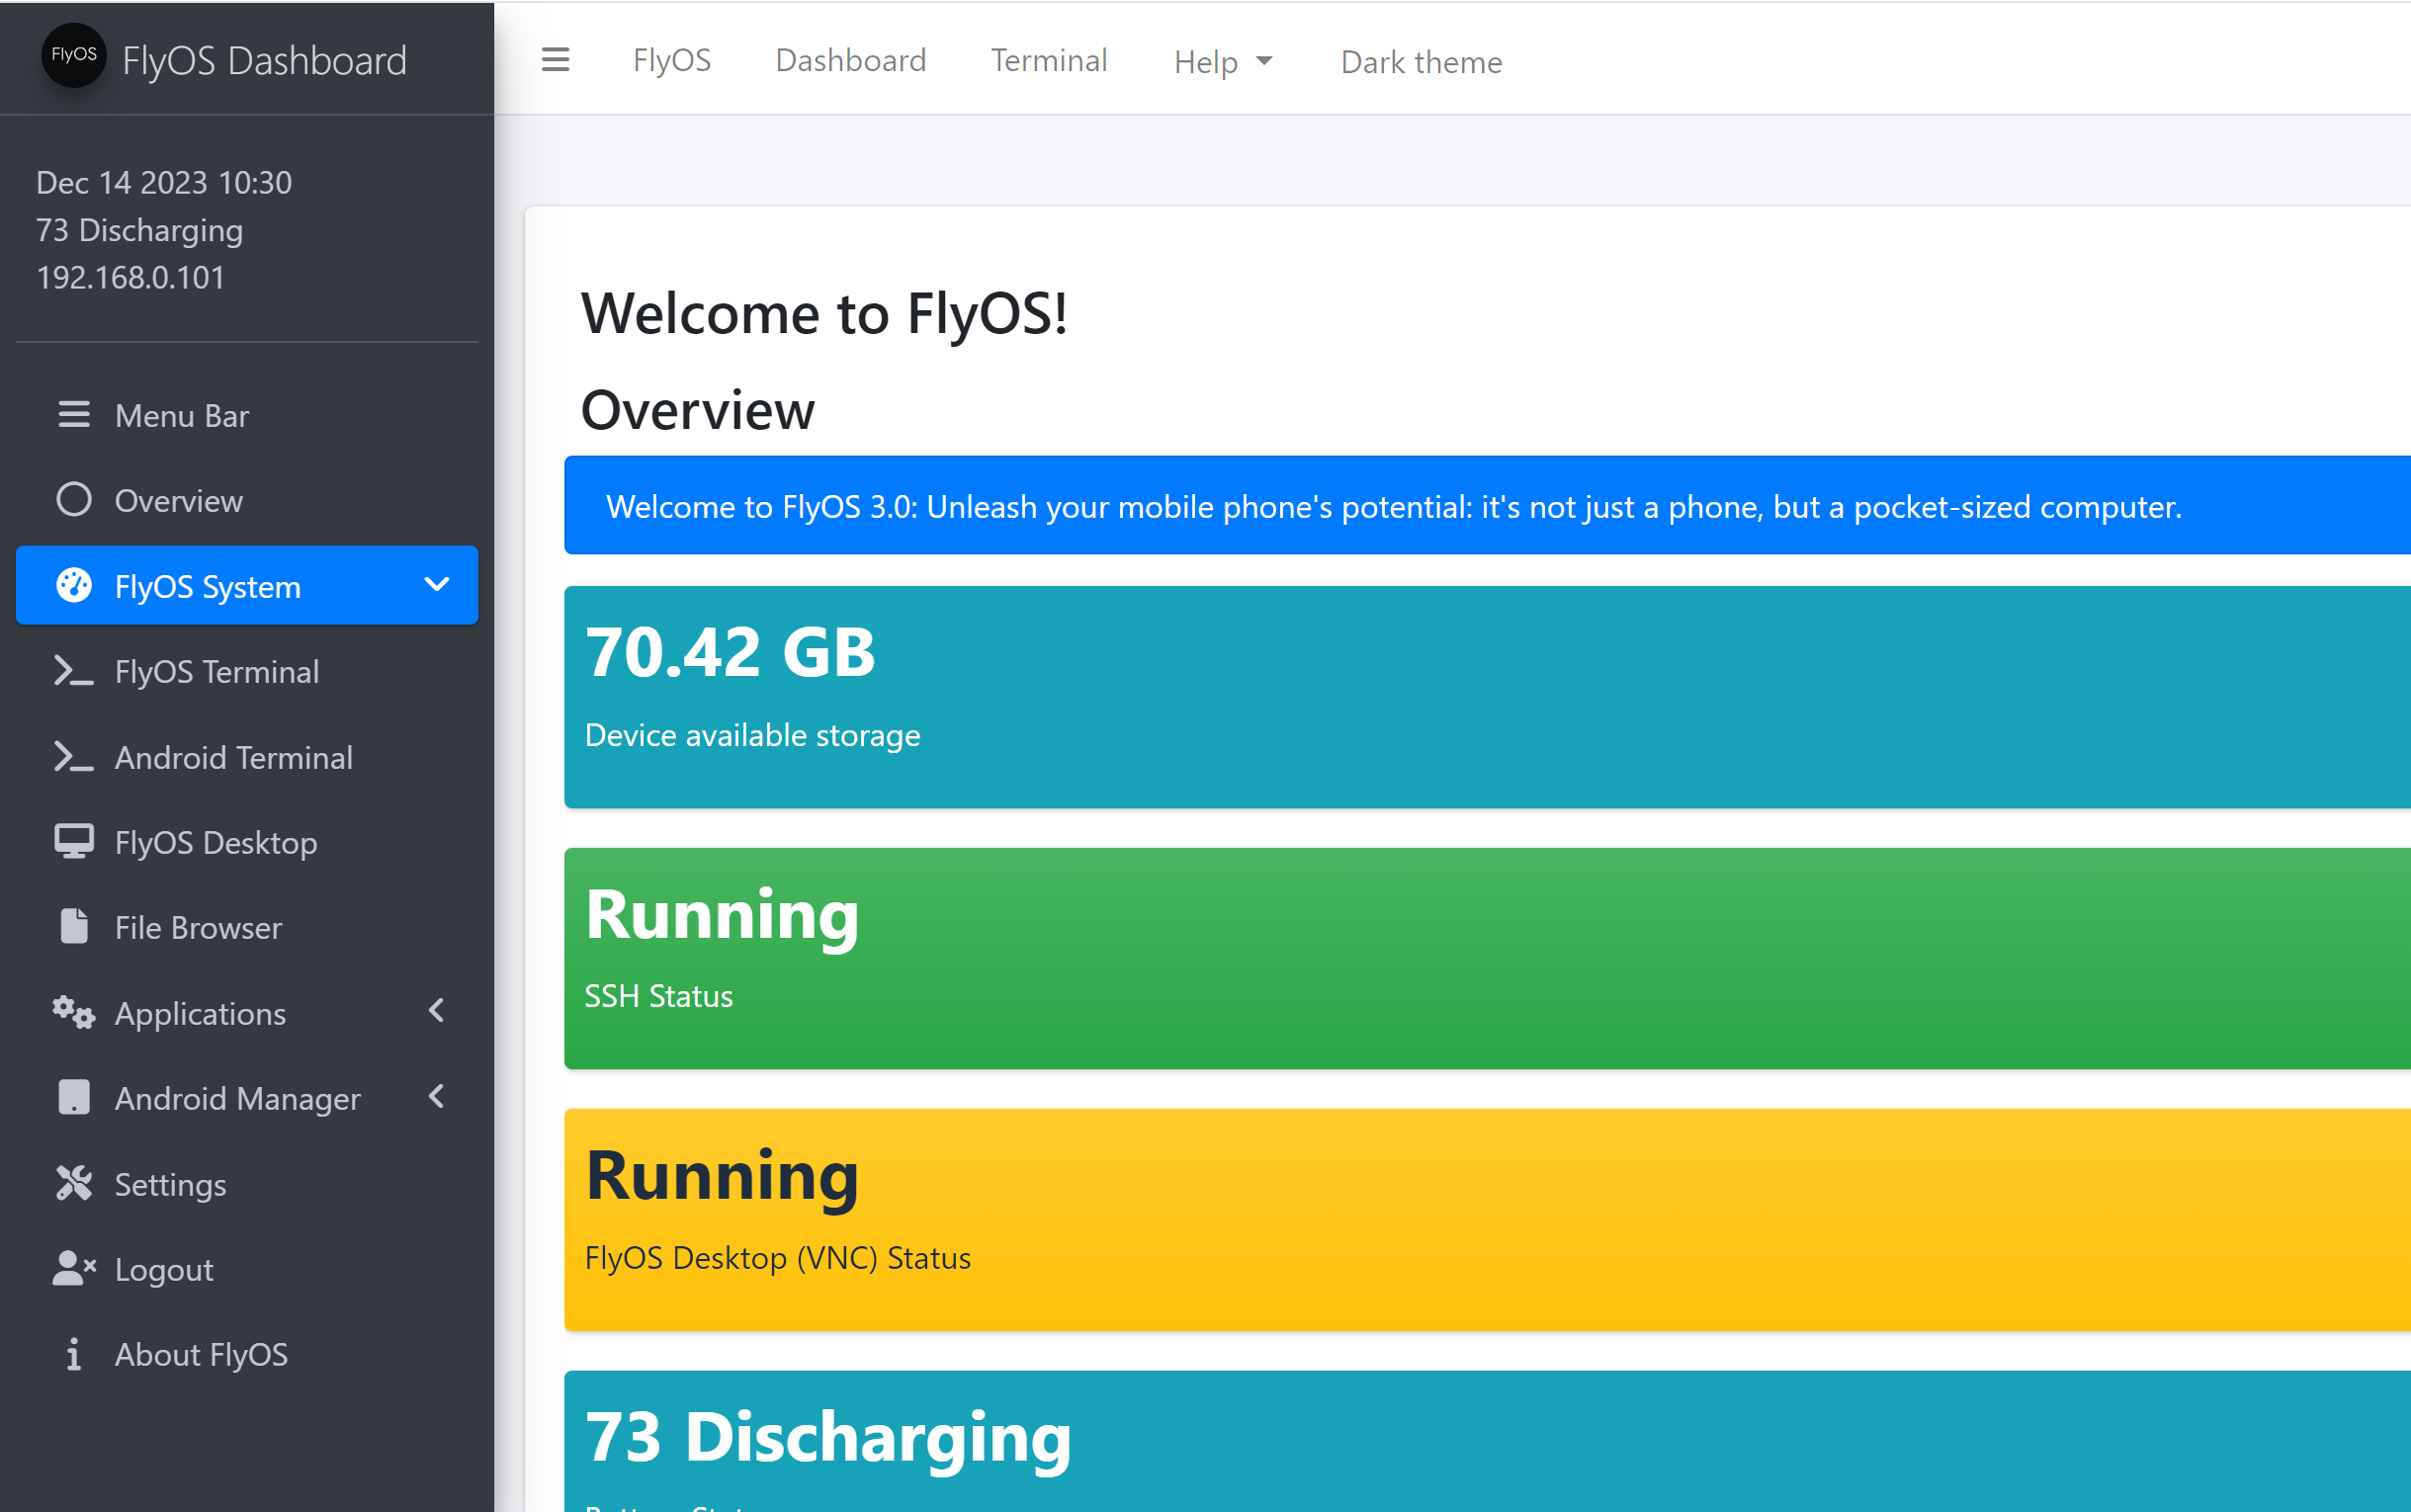 FlyOS
FlyOS Dashboard
FlyOS
Dashboard
Terminal
Help
Dark theme
Dec 14 2023 10:30
73 Discharging
192.168.0.101
Menu Bar
Overview
FlyOS System
FlyOS Terminal
Android Terminal
FlyOS Desktop
File Browser
Applications
Android Manager
Settings
Logout
About FlyOS
Welcome to FlyOS!
Overview
Welcome to FlyOS 3.0: Unleash your mobile phone's potential: it's not just a phone, but a pocket-sized computer.
70.42 GB
Device available storage
Running
SSH Status
Running
FlyOS Desktop (VNC) Status
73 Discharging